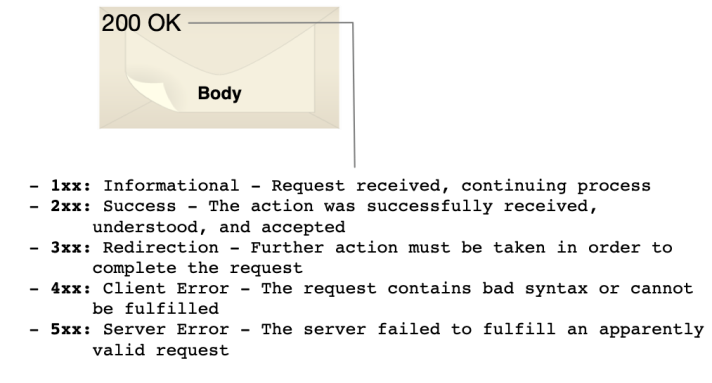 200 OK
Body
- 1xx: Informational - Request received, continuing process
- 2xx: Success - The action was successfully received,
understood, and accepted
- 3xx: Redirection - Further action must be taken in order to
complete the request
- 4xx: Client Error - The request contains bad syntax or cannot
be fulfilled
- 5xx: Server Error - The server failed to fulfill an apparently
valid request